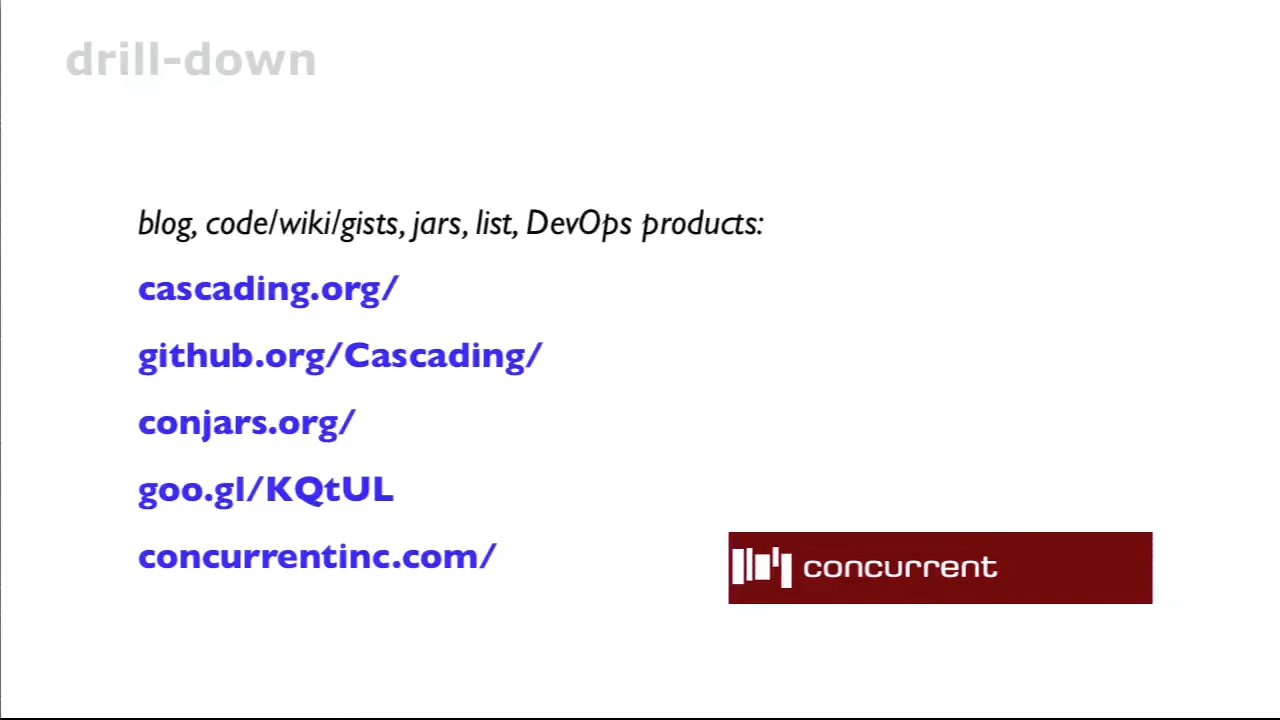 drill-down
blog, code/wiki/gists, jars, list, DevOps products:
cascading.org/
github.org/Cascading/
conjars.org/
goo.gl/KQtUL
concurrentinc.com/
concurrent